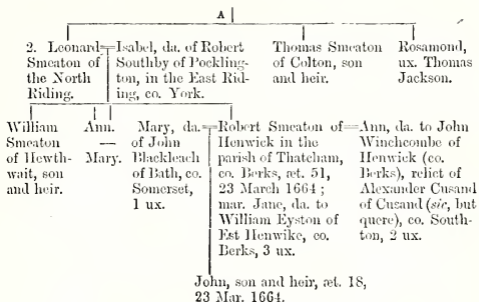 A
2. Leonard
Smeaton of
the North
Riding.
Isabel, da. of Robert
Southby of Pockling-
ton, in the East Rid-
ing, co. York.
Thomas Smeaton
of Colton, son
and heir.
Rosamond,
ux. Thomas
Jackson.
William
Smeaton
of Hewth-
wait, son
and heir.
Ann.
—
Mary.
Mary, da.
of John
Blackleach
of Bath, co.
Somerset,
1 ux.
Robert Smeaton of
Henwick in the
parish of Thatcham,
co. Berks, æt. 51,
23 March 1664;
mar. Jane, da. to
William Eyston of
Est Henwike, co.
Berks, 3 ux.
Ann, da. to John
Winchcombe of
Henwick (co.
Berks), relict of
Alexander Cusand
of Cusand (sic, but
quere), co. South-
ton, 2 ux.
John, son and heir, æt. 18,
23 Mar. 1664.